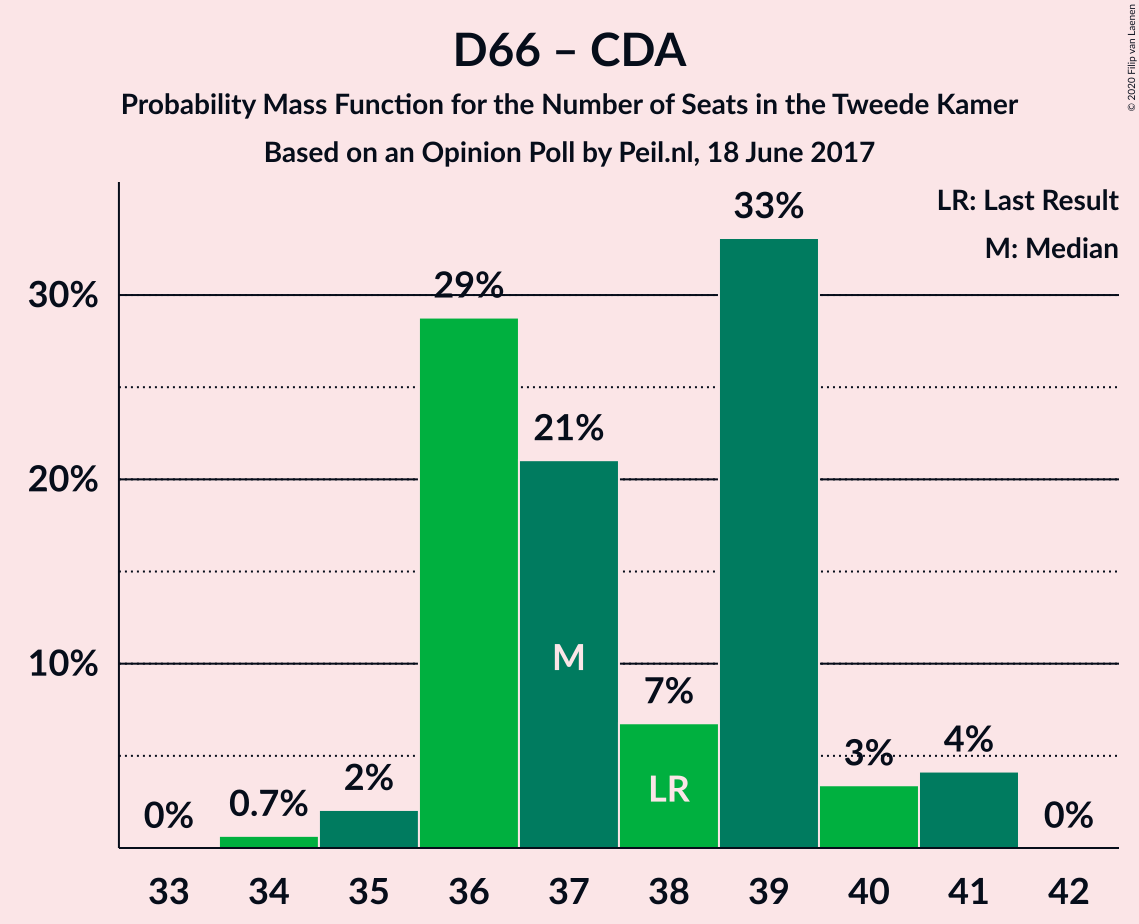 D66 – CDA
Probability Mass Function for the Number of Seats in the Tweede Kamer
Based on an Opinion Poll by Peil.nl, 18 June 2017
© 2020 Filip van Laenen
LR: Last Result
M: Median
30%
20%
10%
0%
0.7%
2%
29%
21%
7%
33%
3%
4%
0%
M
LR
33 34 35 36 37 38 39 40 41 42